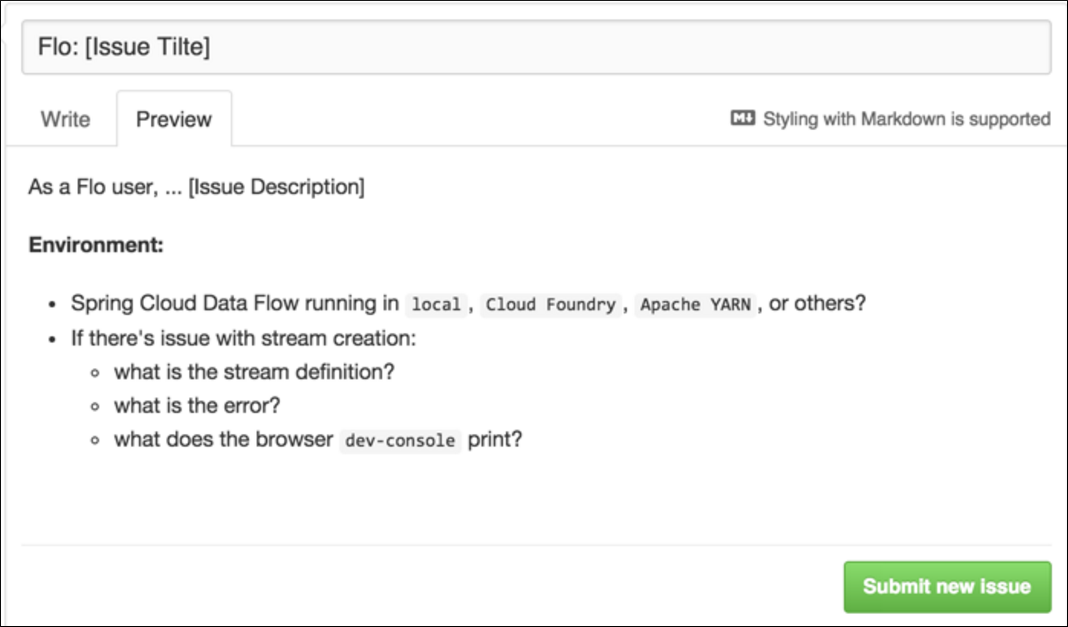 Flo: [Issue Tilte]
Write Preview M↓ Styling with Markdown is supported
As a Flo user, ... [Issue Description]
Environment:
• Spring Cloud Data Flow running in local, Cloud Foundry, Apache YARN, or others?
• If there's issue with stream creation:
◦ what is the stream definition?
◦ what is the error?
◦ what does the browser dev-console print?
Submit new issue